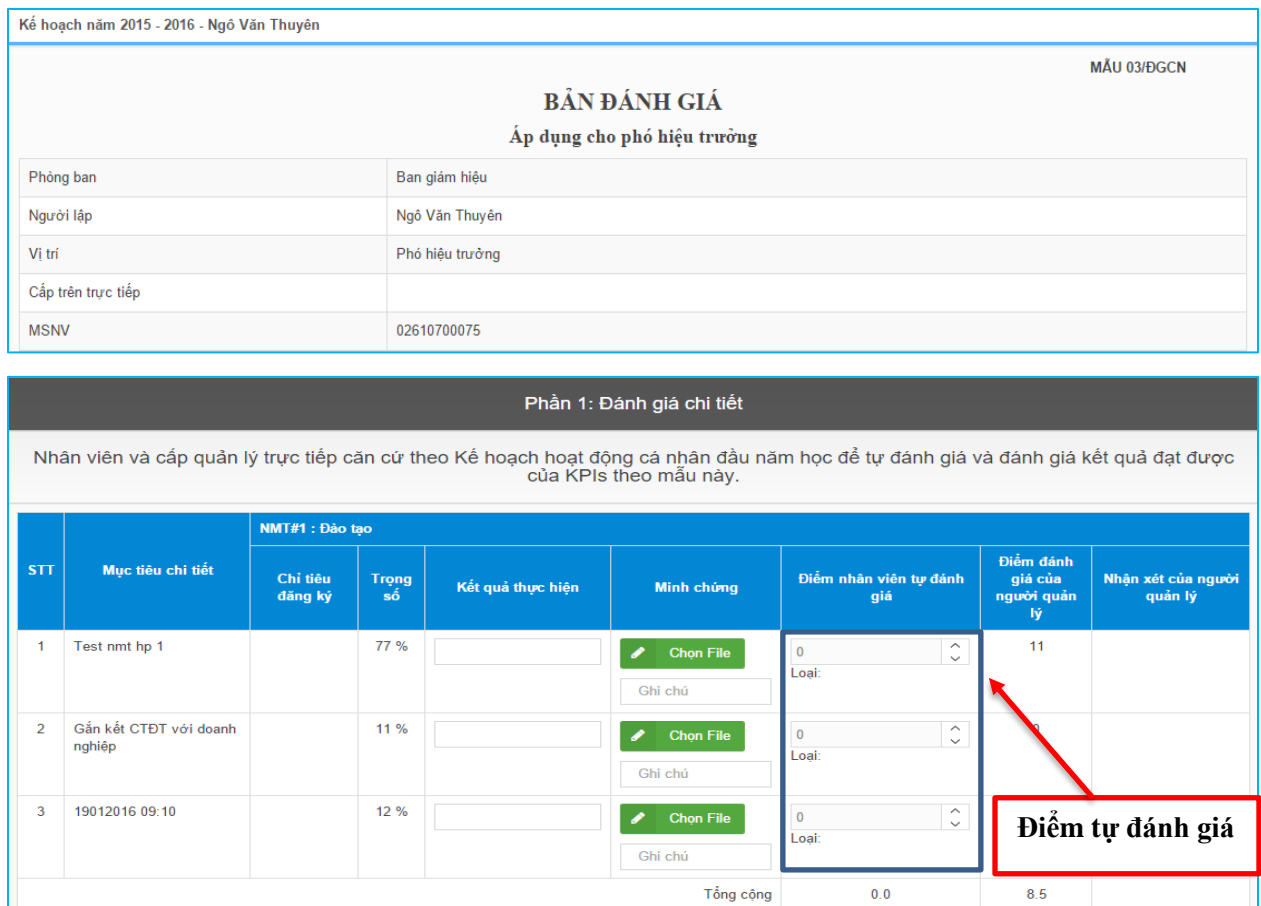 Kế hoạch năm 2015 - 2016 - Ngô Văn Thuyên
MẪU 03/ĐGCN
BẢN ĐÁNH GIÁ
Áp dụng cho phó hiệu trưởng
Phòng ban Ban giám hiệu
Người lập Ngô Văn Thuyên
Vị trí Phó hiệu trưởng
Cấp trên trực tiếp
MSNV 02610700075
Phần 1: Đánh giá chi tiết
Nhân viên và cấp quản lý trực tiếp căn cứ theo Kế hoạch hoạt động cá nhân đầu năm học để tự đánh giá và đánh giá kết quả đạt được
của KPIs theo mẫu này.
STT
Mục tiêu chi tiết
NMT#1 : Đào tạo
Chỉ tiêu
đăng ký
Trọng
số
Kết quả thực hiện
Minh chứng
Điểm nhân viên tự đánh
giá
Điểm đánh
giá của
người quản
lý
Nhận xét của người
quản lý
1 Test nmt hp 1 77 % Chọn File 0 11
Loại:
Ghi chú
2 Gắn kết CTĐT với doanh 11 % Chọn File 0
nghiệp
Loại:
Ghi chú
3 19012016 09:10 12 % Chọn File 0
Loại:
Ghi chú
Điểm tự đánh giá
Tổng cộng 0.0 8.5